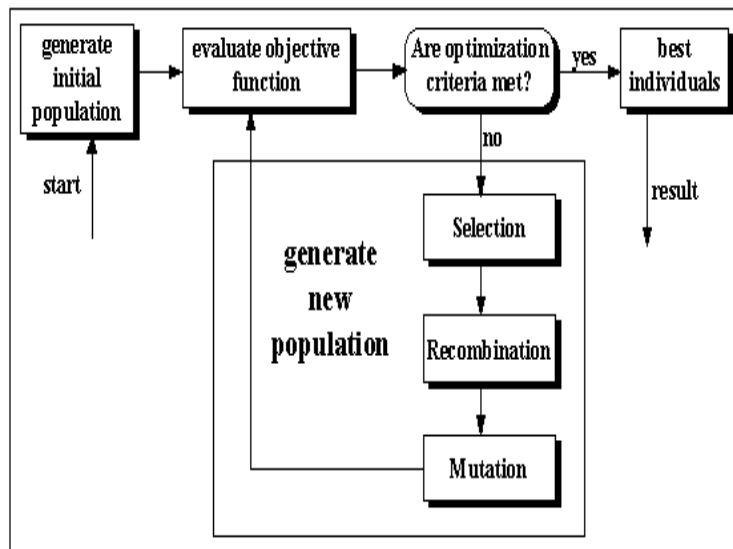 generate
initial
population
evaluate objective
function
Are optimization
criteria met?
yes
best
individuals
start
no
result
generate
new
population
Selection
Recombination
Mutation